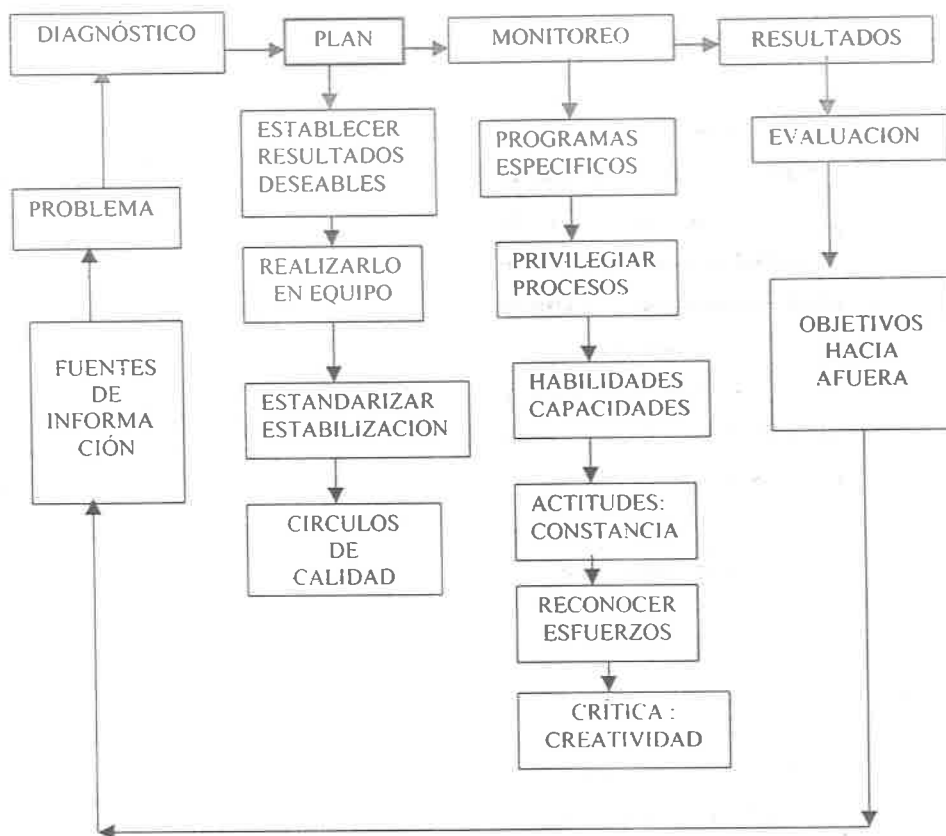 DIAGNÓSTICO
PLAN
MONITOREO
RESULTADOS
ESTABLECER
RESULTADOS
DESEABLES
PROGRAMAS
ESPECIFICOS
EVALUACION
PROBLEMA
REALIZARLO
EN EQUIPO
PRIVILEGIAR
PROCESOS
OBJETIVOS
HACIA
AFUERA
FUENTES
DE
INFORMA
CIÓN
ESTANDARIZAR
ESTABILIZACION
HABILIDADES
CAPACIDADES
CIRCULOS
DE
CALIDAD
ACTITUDES:
CONSTANCIA
RECONOCER
ESFUERZOS
CRÍTICA :
CREATIVIDAD